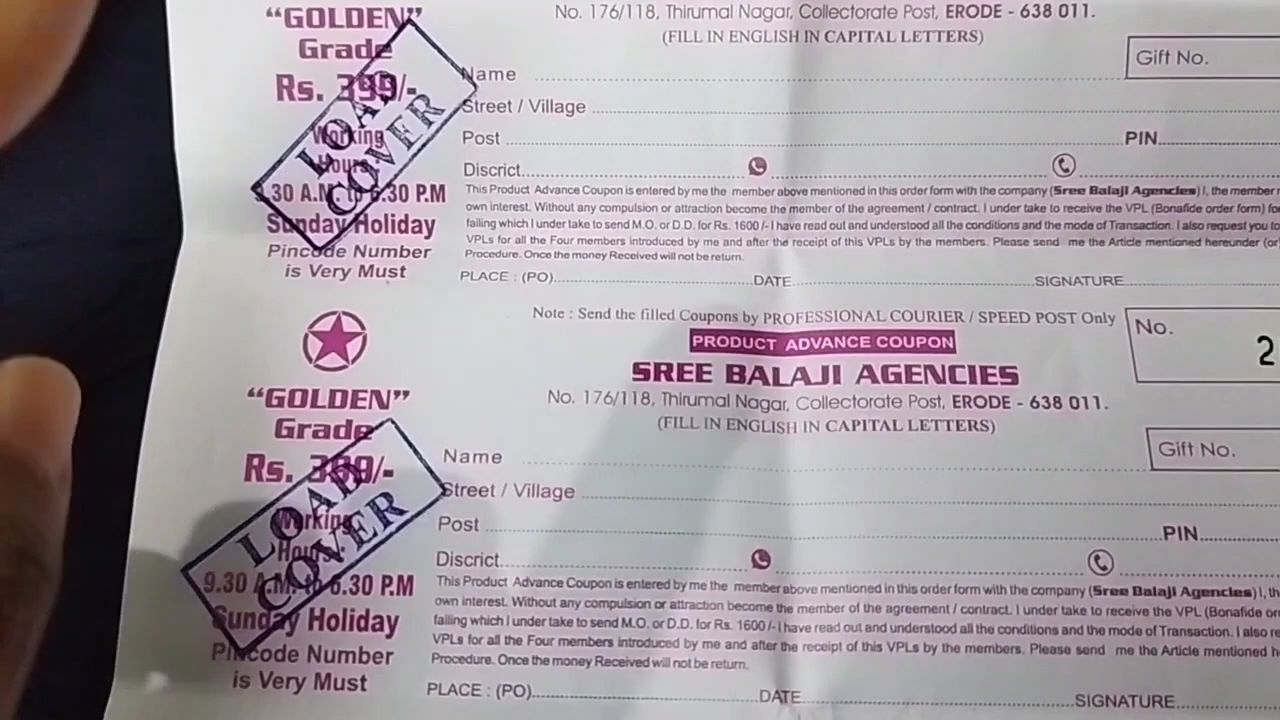 “GOLDEN”
Grade
Rs. 399/-
Working
Hours:
9.30 A.M. to 6.30 P.M
Sunday Holiday
Pincode Number
is Very Must
LOAD
COVER
No. 176/118, Thirumal Nagar, Collectorate Post, ERODE - 638 011.
(FILL IN ENGLISH IN CAPITAL LETTERS)
Gift No.
Name
Street / Village
Post PIN
Discrict
This Product Advance Coupon is entered by me the member above mentioned in this order form with the company (Sree Balaji Agencies) I, the member
own interest. Without any compulsion or attraction become the member of the agreement / contract. I under take to receive the VPL (Bonafide order form) fo
failing which I under take to send M.O. or D.D. for Rs. 1600 /- I have read out and understood all the conditions and the mode of Transaction. I also request you to
VPLs for all the Four members introduced by me and after the receipt of this VPLs by the members. Please send me the Article mentioned hereunder (or
Procedure. Once the money Received will not be return.
PLACE : (PO) DATE SIGNATURE
Note : Send the filled Coupons by PROFESSIONAL COURIER / SPEED POST Only
No.
2
PRODUCT ADVANCE COUPON
SREE BALAJI AGENCIES
No. 176/118, Thirumal Nagar, Collectorate Post, ERODE - 638 011.
(FILL IN ENGLISH IN CAPITAL LETTERS)
Gift No.
“GOLDEN”
Grade
Rs. 399/-
Working
Hours:
9.30 A.M. to 6.30 P.M
Sunday Holiday
Pincode Number
is Very Must
LOAD
COVER
Name
Street / Village
Post PIN
Discrict
This Product Advance Coupon is entered by me the member above mentioned in this order form with the company (Sree Balaji Agencies) I, the
own interest. Without any compulsion or attraction become the member of the agreement / contract. I under take to receive the VPL (Bonafide or
failing which I under take to send M.O. or D.D. for Rs. 1600 /- I have read out and understood all the conditions and the mode of Transaction. I also re
VPLs for all the Four members introduced by me and after the receipt of this VPLs by the members. Please send me the Article mentioned h
Procedure. Once the money Received will not be return.
PLACE : (PO) DATE SIGNATURE